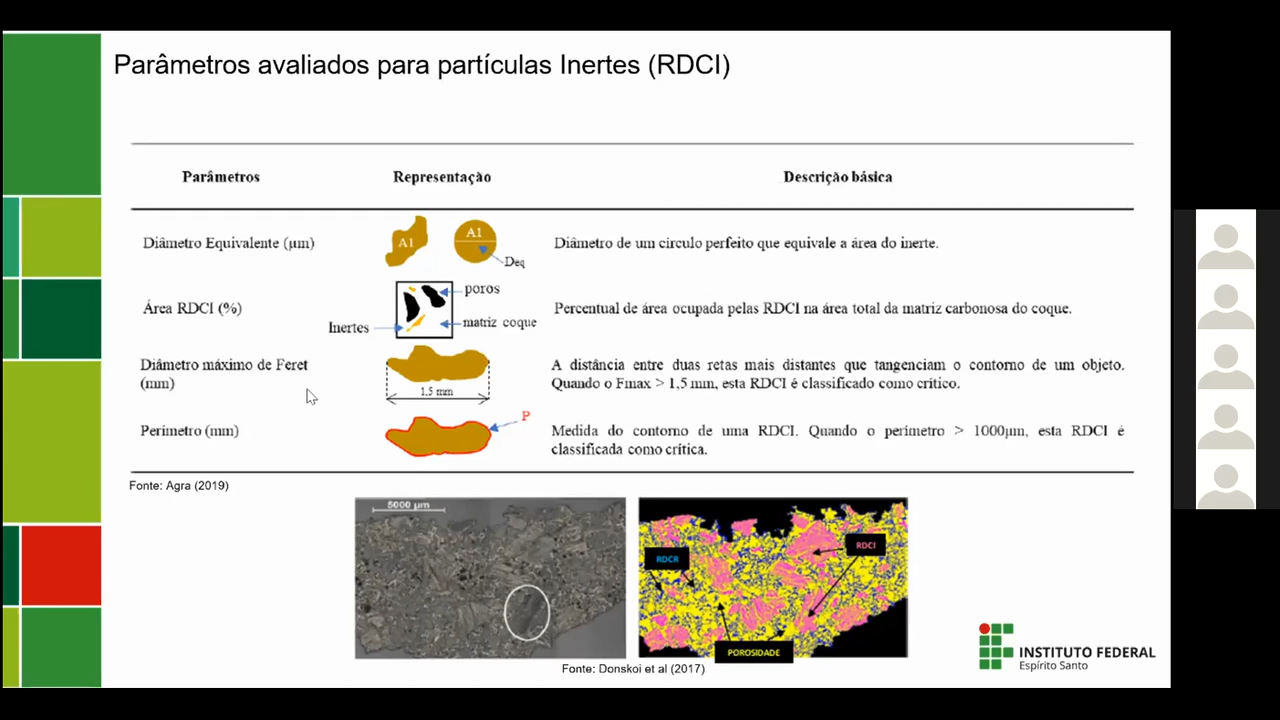 Parâmetros avaliados para partículas Inertes (RDCI)
Parâmetros
Representação
Descrição básica
Diâmetro Equivalente (µm)
A1
A1
Deq
Diâmetro de um circulo perfeito que equivale a área do inerte.
Área RDCI (%)
poros
Inertes
matriz coque
Percentual de área ocupada pelas RDCI na área total da matriz carbonosa do coque.
Diâmetro máximo de Feret
(mm)
1,5 mm
A distância entre duas retas mais distantes que tangenciam o contorno de um objeto.
Quando o Fmax > 1,5 mm, esta RDCI é classificado como crítico.
Perimetro (mm)
P
Medida do contorno de uma RDCI. Quando o perímetro > 1000µm, esta RDCI é
classificada como crítica.
Fonte: Agra (2019)
5000 µm
RDCR
RDCI
POROSIDADE
Fonte: Donskoi et al (2017)
INSTITUTO FEDERAL
Espírito Santo